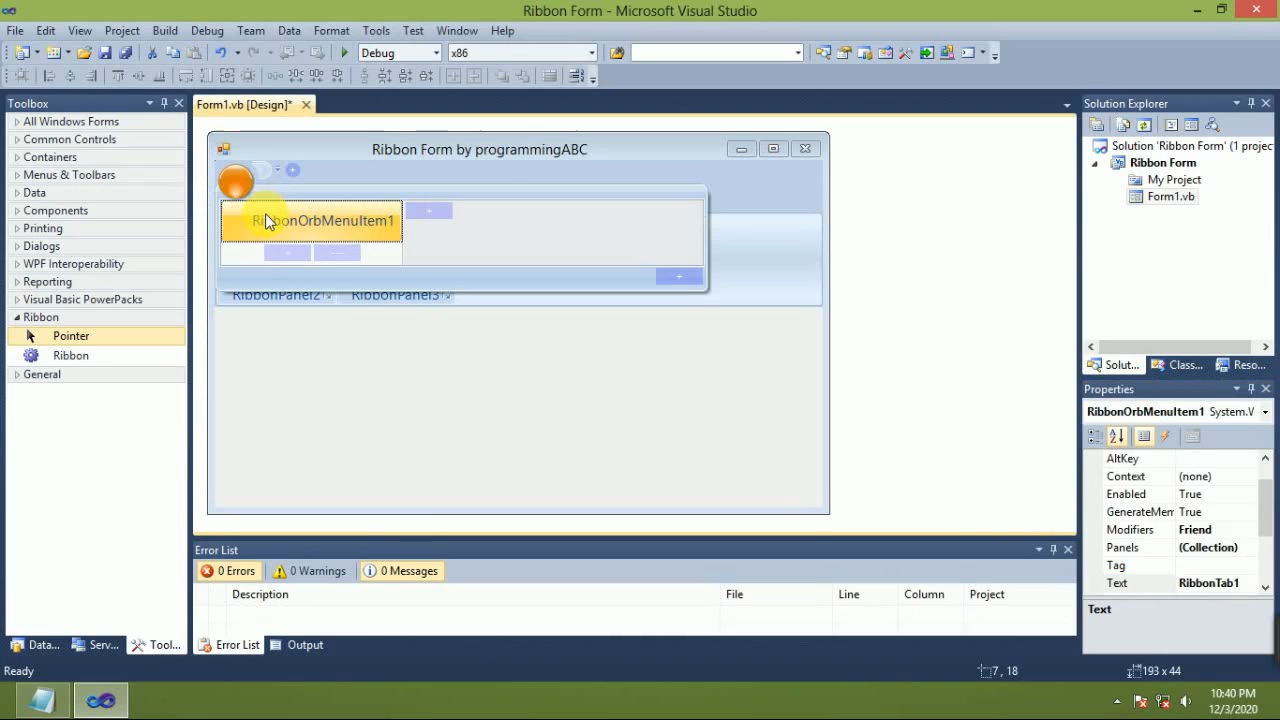 Ribbon Form - Microsoft Visual Studio
File Edit View Project Build Debug Team Data Format Tools Test Window Help
Debug x86
Toolbox
All Windows Forms
Common Controls
Containers
Menus & Toolbars
Data
Components
Printing
Dialogs
WPF Interoperability
Reporting
Visual Basic PowerPacks
Ribbon
Pointer
Ribbon
General
Data... Serv... Tool...
Form1.vb [Design]*
Ribbon Form by programmingABC
RibbonOrbMenuItem1
RibbonPanel2 RibbonPanel3
Error List
0 Errors 0 Warnings 0 Messages
Description File Line Column Project
Error List Output
Solution Explorer
Solution 'Ribbon Form' (1 projec
Ribbon Form
My Project
Form1.vb
Solut... Class... Reso...
Properties
RibbonOrbMenuItem1 System.V
AltKey
Context (none)
Enabled True
GenerateMem True
Modifiers Friend
Panels (Collection)
Tag
Text RibbonTab1
Text
Ready 7 , 18 193 x 44
10:40 PM
12/3/2020